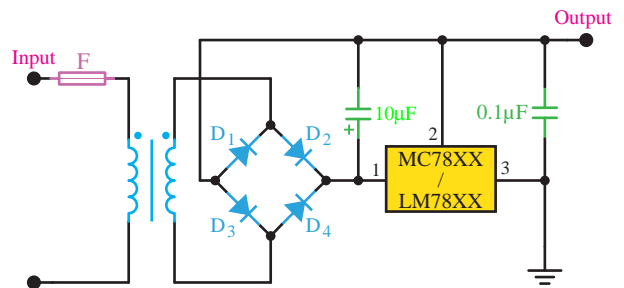 Output
Input
F
10µF
+
0.1µF
D1
D2
2
1
MC78XX
/
LM78XX
3
D3
D4